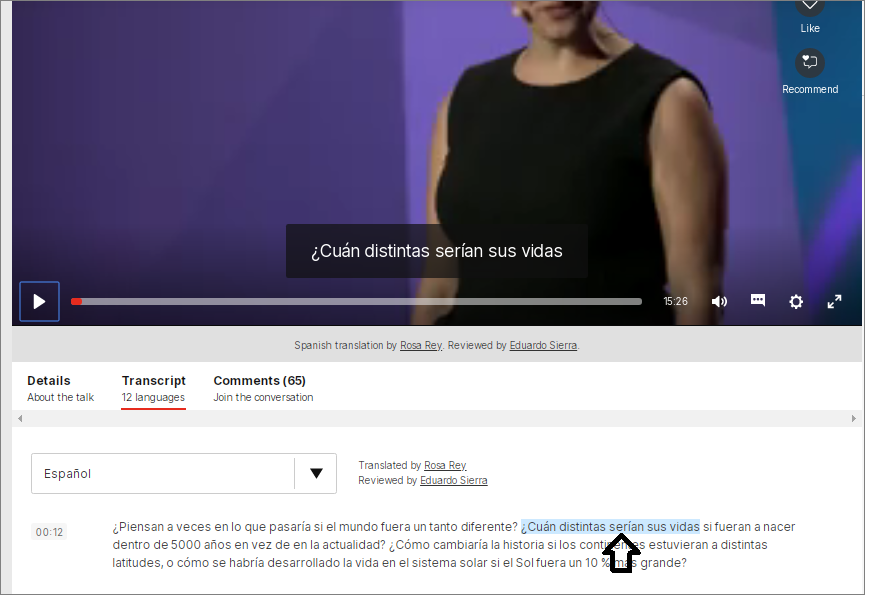 Like
Recommend
¿Cuán distintas serían sus vidas
15:26
Spanish translation by Rosa Rey. Reviewed by Eduardo Sierra.
Details
About the talk
Transcript
12 languages
Comments (65)
Join the conversation
Español
Translated by Rosa Rey
Reviewed by Eduardo Sierra
00:12
¿Piensan a veces en lo que pasaría si el mundo fuera un tanto diferente? ¿Cuán distintas serían sus vidas si fueran a nacer
dentro de 5000 años en vez de en la actualidad? ¿Cómo cambiaría la historia si los continentes estuvieran a distintas
latitudes, o cómo se habría desarrollado la vida en el sistema solar si el Sol fuera un 10 % más grande?